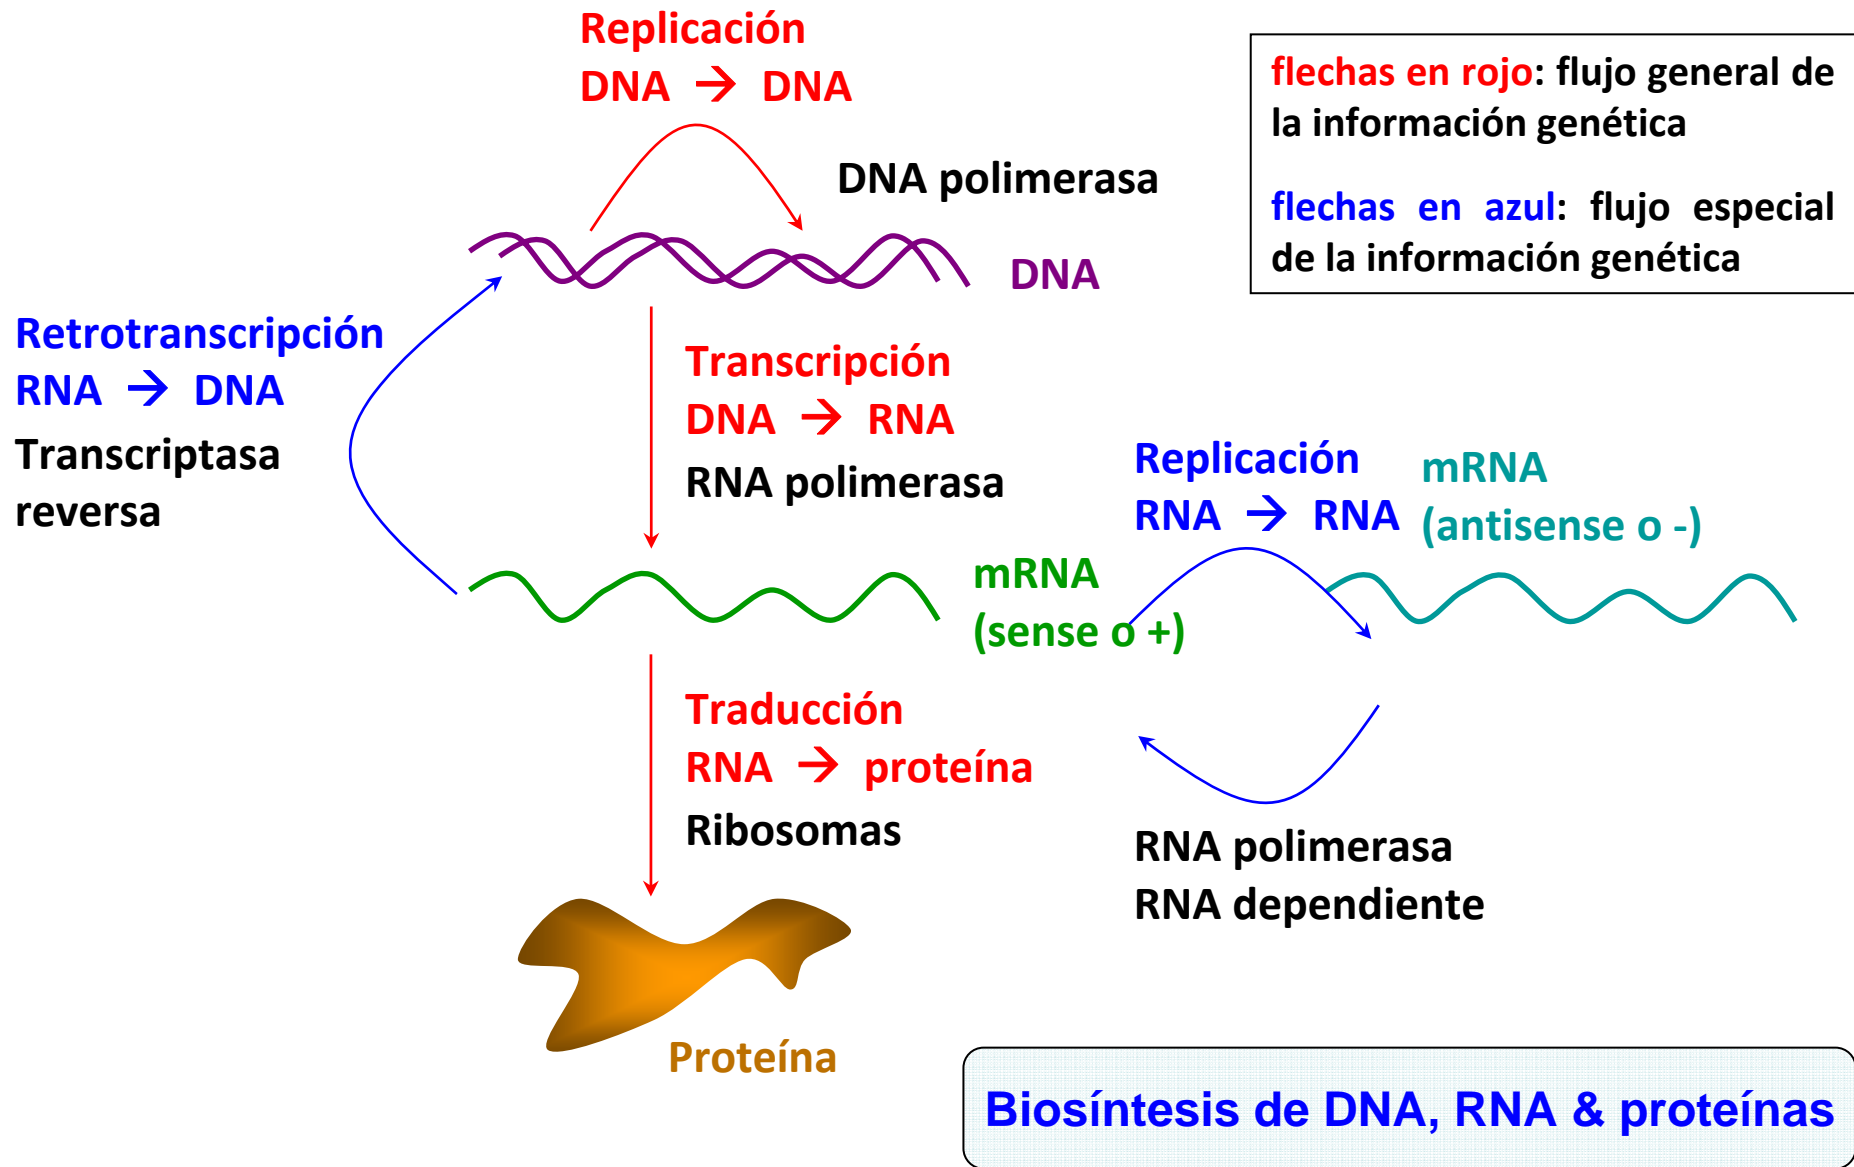 Replicación
DNA → DNA
flechas en rojo: flujo general de
la información genética
flechas en azul: flujo especial
de la información genética
DNA polimerasa
DNA
Retrotranscripción
RNA → DNA
Transcriptasa
reversa
Transcripción
DNA → RNA
RNA polimerasa
Replicación
RNA → RNA
mRNA
(antisense o -)
mRNA
(sense o +)
Traducción
RNA → proteína
Ribosomas
RNA polimerasa
RNA dependiente
Proteína
Biosíntesis de DNA, RNA & proteínas